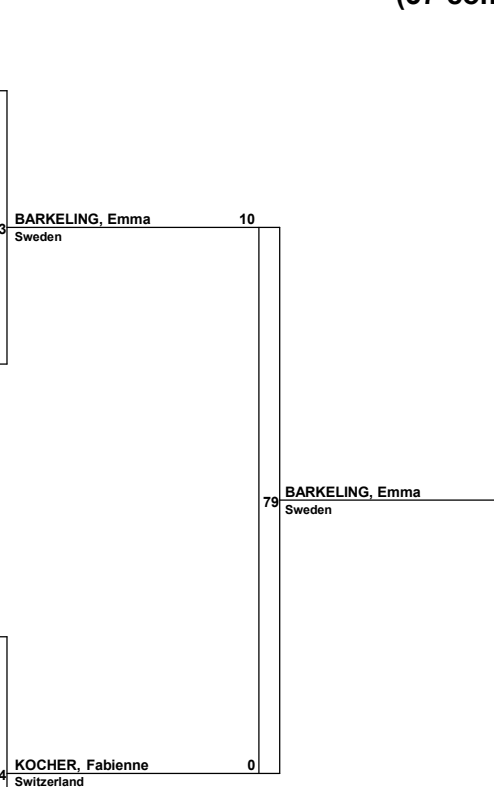 3
BARKELING, Emma 10
Sweden
79
BARKELING, Emma
Sweden
4
KOCHER, Fabienne 0
Switzerland